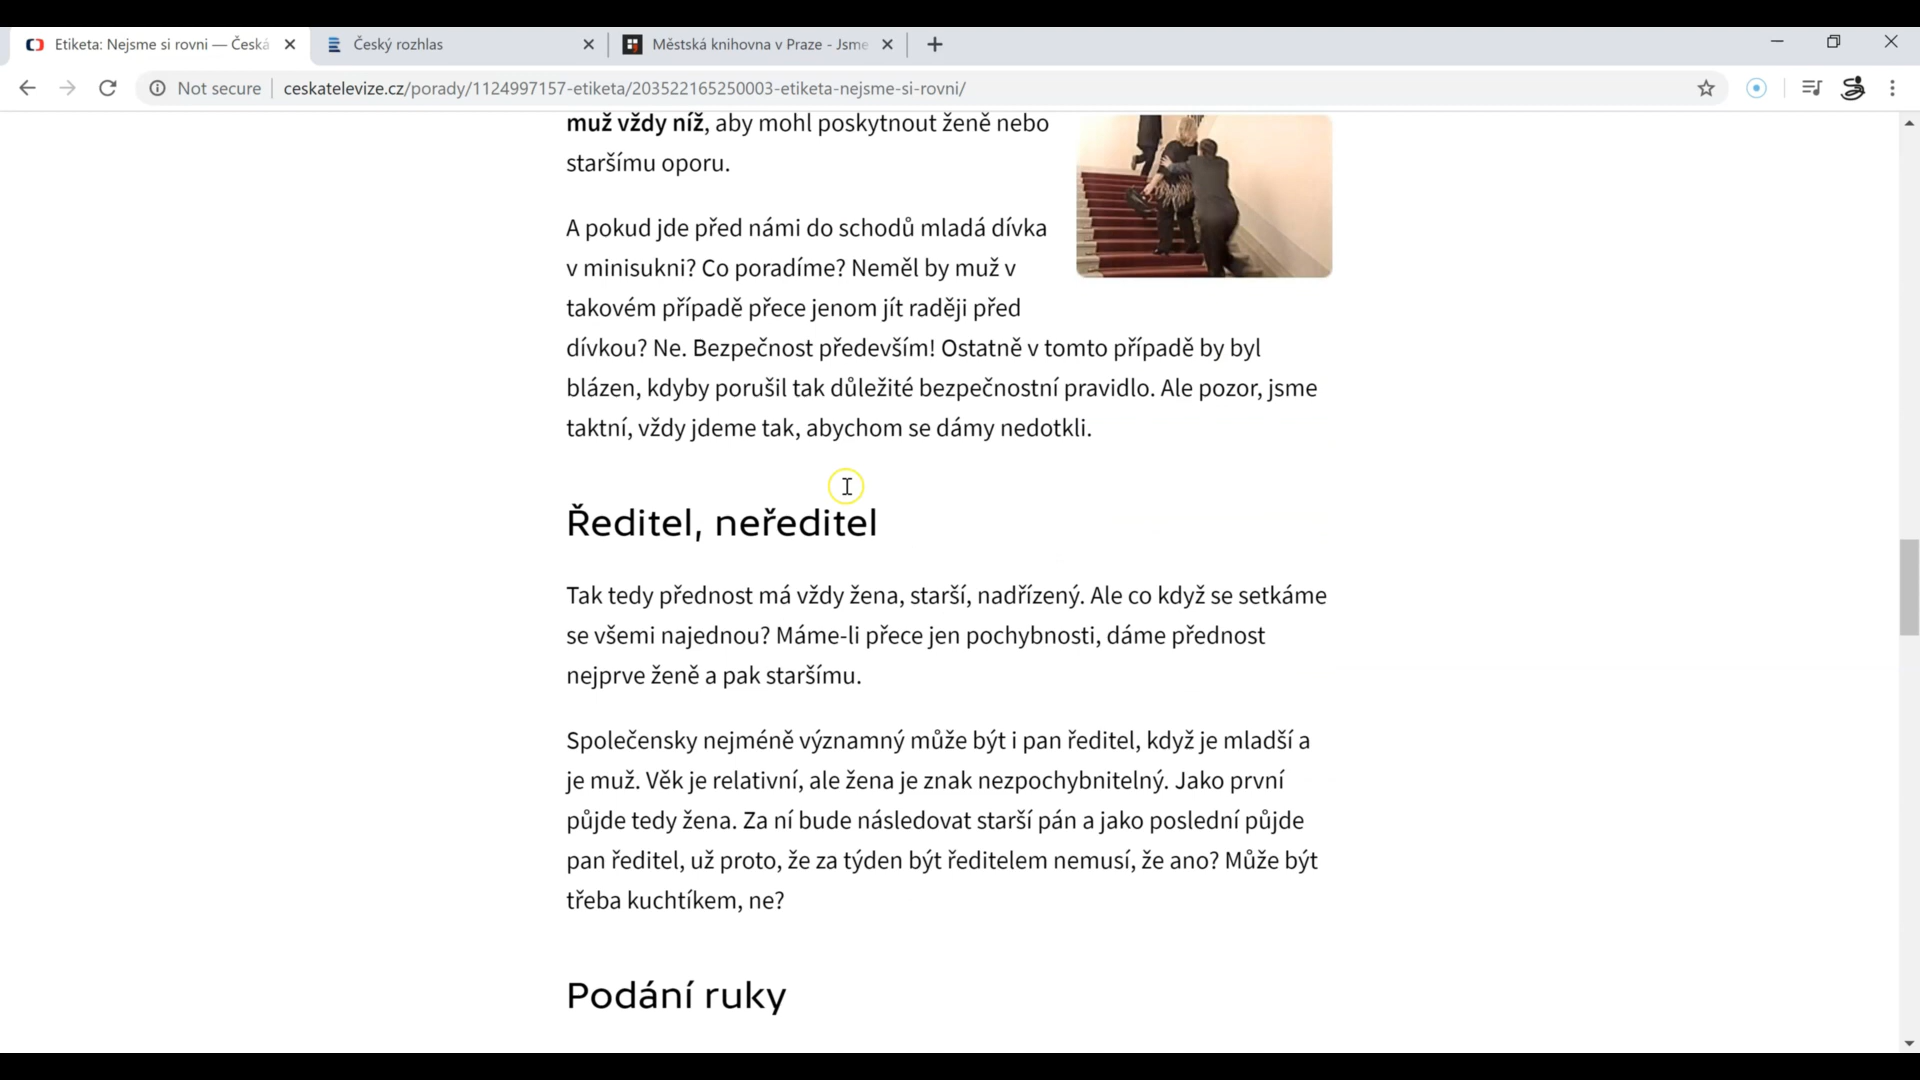 Etiketa: Nejsme si rovni — Česká
Český rozhlas
Městská knihovna v Praze - Jsme
Not secure
ceskatelevize.cz/porady/1124997157-etiketa/203522165250003-etiketa-nejsme-si-rovni/
muž vždy níž, aby mohl poskytnout ženě nebo
staršímu oporu.
A pokud jde před námi do schodů mladá dívka
v minisukni? Co poradíme? Neměl by muž v
takovém případě přece jenom jít raději před
dívkou? Ne. Bezpečnost především! Ostatně v tomto případě by byl
blázen, kdyby porušil tak důležité bezpečnostní pravidlo. Ale pozor, jsme
taktní, vždy jdeme tak, abychom se dámy nedotkli.
Ředitel, neředitel
Tak tedy přednost má vždy žena, starší, nadřízený. Ale co když se setkáme
se všemi najednou? Máme-li přece jen pochybnosti, dáme přednost
nejprve ženě a pak staršímu.
Společensky nejméně významný může být i pan ředitel, když je mladší a
je muž. Věk je relativní, ale žena je znak nezpochybnitelný. Jako první
půjde tedy žena. Za ní bude následovat starší pán a jako poslední půjde
pan ředitel, už proto, že za týden být ředitelem nemusí, že ano? Může být
třeba kuchtíkem, ne?
Podání ruky